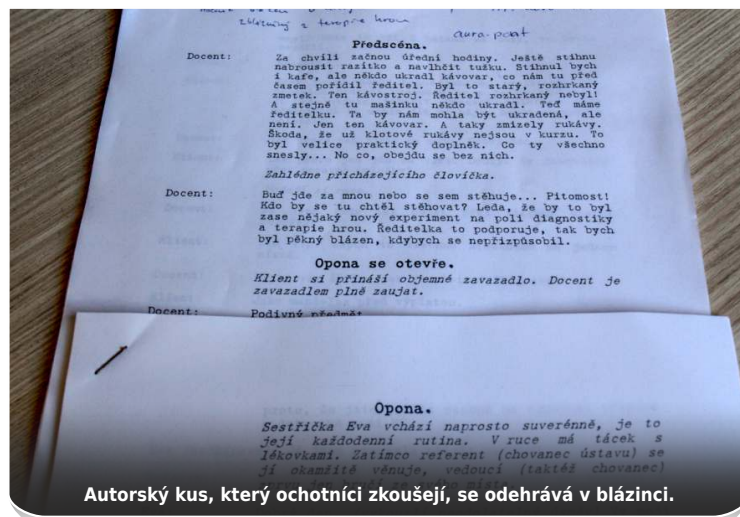 zblázněný z terapie hrou
aura-pont
Předscéna.
Docent: Za chvíli začnou úřední hodiny. Ještě stihnu
nabrousit razítko a navlhčit tužku. Stihnul bych
i kafe, ale někdo ukradl kávovar, co nám tu před
časem pořídil ředitel. Byl to starý, rozhrkaný
zmetek. Ten kávostroj. Ředitel rozhrkaný nebyl!
A stejně tu mašinku někdo ukradl. Teď máme
ředitelku. Ta by nám mohla být ukradená, ale
není. Jen ten kávovar. A taky zmizely rukávy.
Škoda, že už klotové rukávy nejsou v kurzu. To
byl velice praktický doplněk. Co ty všechno
snesly... No co, obejdu se bez nich.
Zahlédne přicházejícího človíčka.
Docent: Buď jde za mnou nebo se sem stěhuje... Pitomost!
Kdo by se tu chtěl stěhovat? Leda, že by to byl
zase nějaký nový experiment na poli diagnostiky
a terapie hrou. Ředitelka to podporuje, tak bych
byl pěkný blázen, kdybych se nepřizpůsobil.
Opona se otevře.
Klient si přináší objemné zavazadlo. Docent je
zavazadlem plně zaujat.
Docent: Podivný předmět
Opona.
Sestřička Eva vchází naprosto suverénně, je to
její každodenní rutina. V ruce má tácek s
lékovkami. Zatímco referent (chovanec ústavu) se
jí okamžitě věnuje, vedoucí (taktéž chovanec)
Autorský kus, který ochotníci zkoušejí, se odehrává v blázinci.